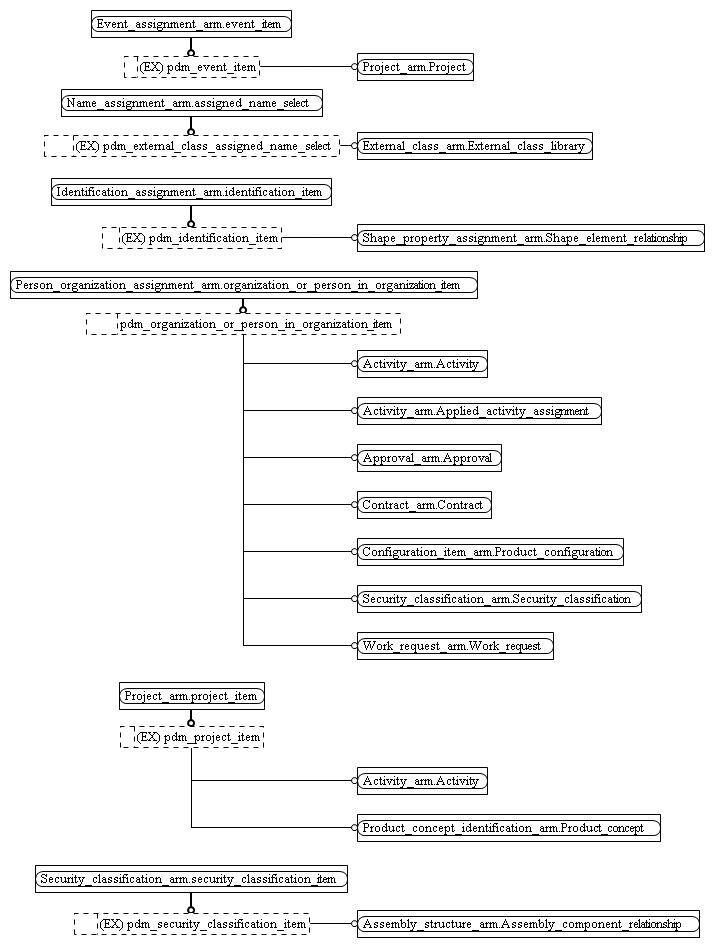 Event_assignment_arm.event_item
(EX) pdm_event_item
Project_arm.Project
Name_assignment_arm.assigned_name_select
(EX) pdm_external_class_assigned_name_select
External_class_arm.External_class_library
Identification_assignment_arm.identification_item
(EX) pdm_identification_item
Shape_property_assignment_arm.Shape_element_relationship
Person_organization_assignment_arm.organization_or_person_in_organization_item
pdm_organization_or_person_in_organization_item
Activity_arm.Activity
Activity_arm.Applied_activity_assignment
Approval_arm.Approval
Contract_arm.Contract
Configuration_item_arm.Product_configuration
Security_classification_arm.Security_classification
Work_request_arm.Work_request
Project_arm.project_item
(EX) pdm_project_item
Activity_arm.Activity
Product_concept_identification_arm.Product_concept
Security_classification_arm.security_classification_item
(EX) pdm_security_classification_item
Assembly_structure_arm.Assembly_component_relationship